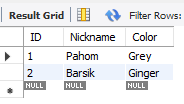 Result Grid Filter Rows:
ID Nickname Color
1 Pahom Grey
2 Barsik Ginger
NULL NULL NULL